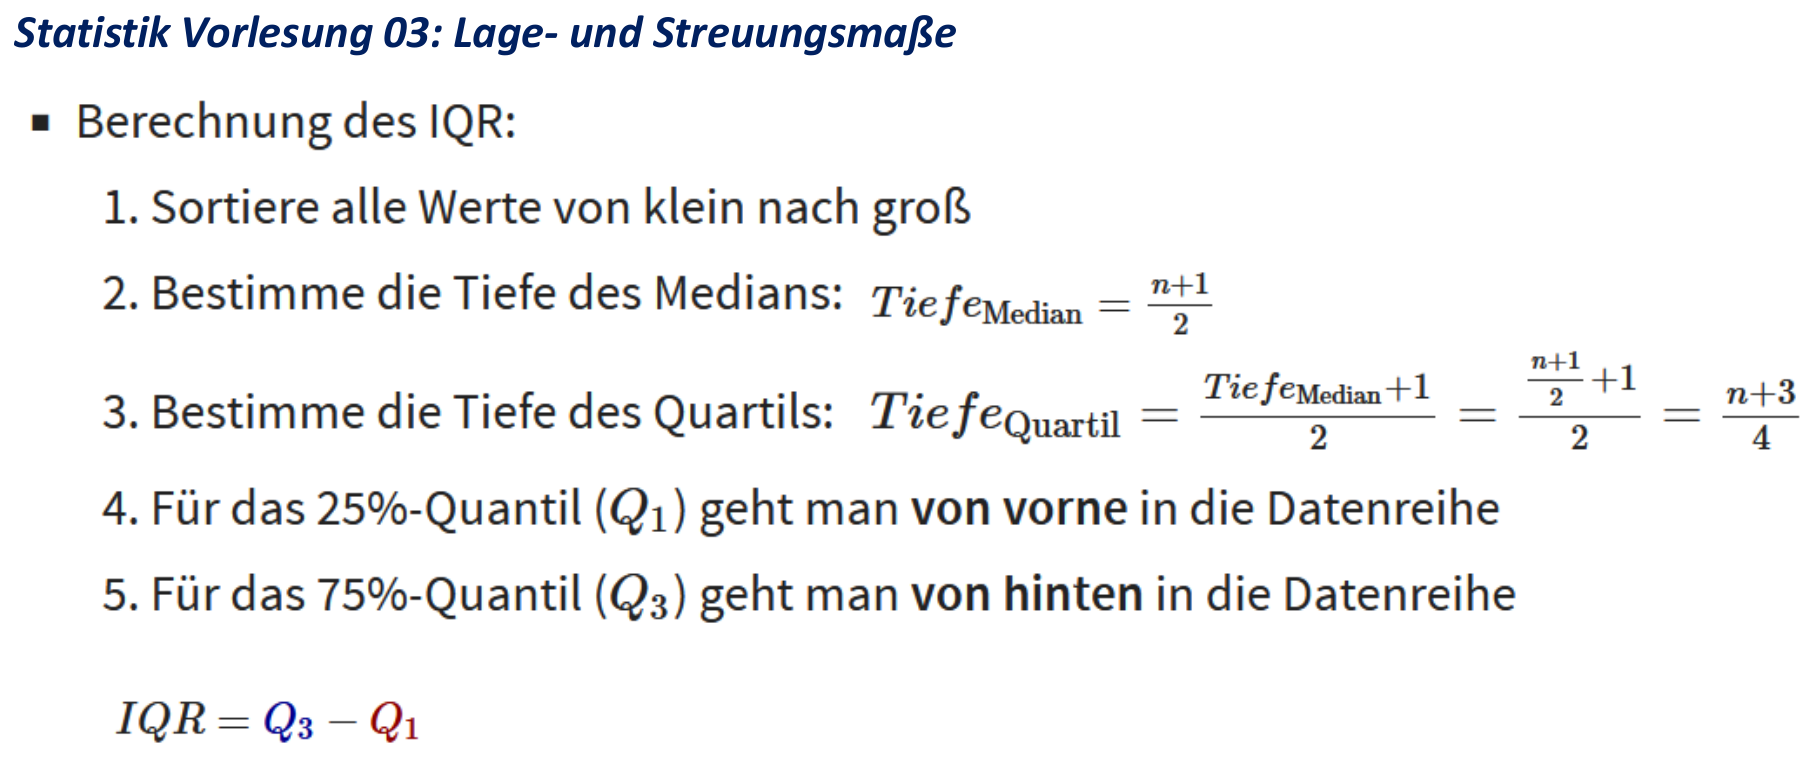 Statistik Vorlesung 03: Lage- und Streuungsmaße
▪ Berechnung des IQR:
1. Sortiere alle Werte von klein nach groß
2. Bestimme die Tiefe des Medians: $Tiefe_{\text{Median}} = \frac{n+1}{2}$
3. Bestimme die Tiefe des Quartils: $Tiefe_{\text{Quartil}} = \frac{Tiefe_{\text{Median}}+1}{2} = \frac{\frac{n+1}{2}+1}{2} = \frac{n+3}{4}$
4. Für das 25%-Quantil ($Q_1$) geht man von vorne in die Datenreihe
5. Für das 75%-Quantil ($Q_3$) geht man von hinten in die Datenreihe
$IQR = Q_3 - Q_1$